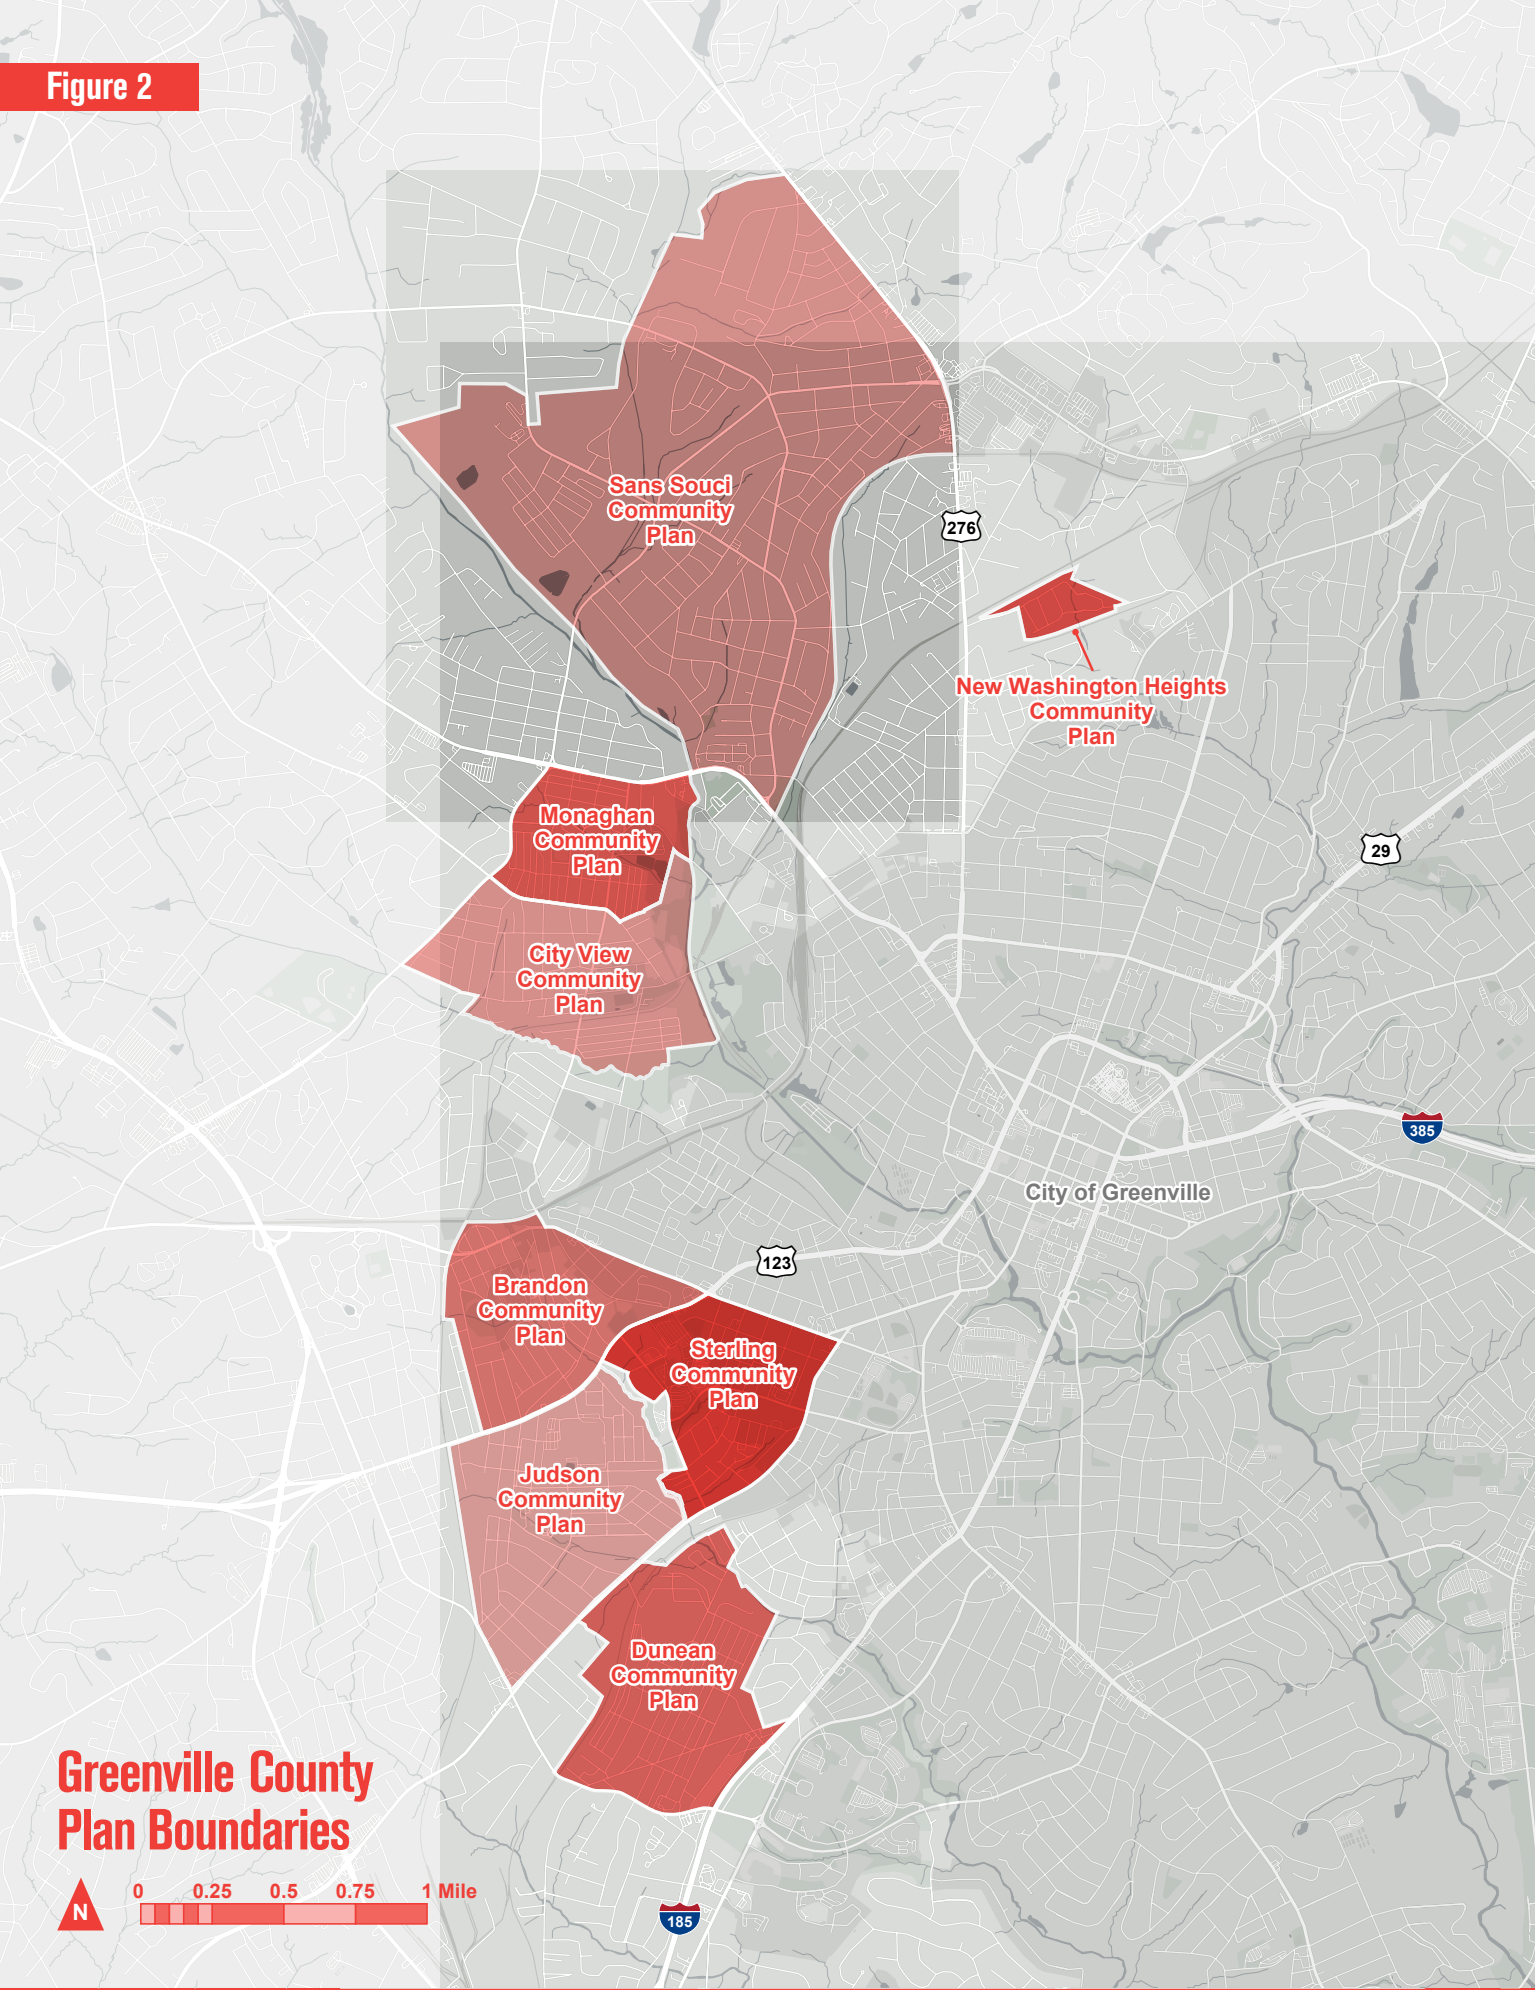 Figure 2
Sans Souci
Community
Plan
276
New Washington Heights
Community
Plan
Monaghan
Community
Plan
29
City View
Community
Plan
385
City of Greenville
123
Brandon
Community
Plan
Sterling
Community
Plan
Judson
Community
Plan
Dunean
Community
Plan
Greenville County
Plan Boundaries
N
0 0.25 0.5 0.75 1 Mile
185